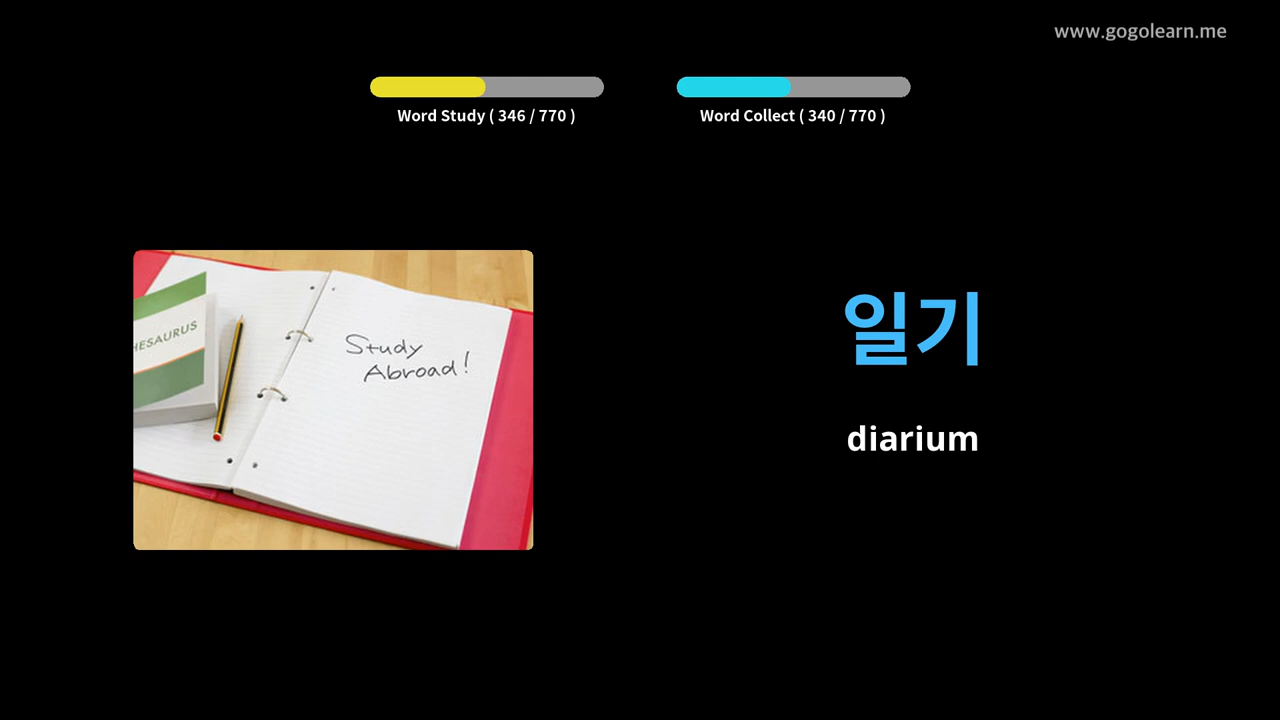 www.gogolearn.me
Word Study ( 346 / 770 )
Word Collect ( 340 / 770 )
HESAURUS
Study
Abroad!
일기
diarium